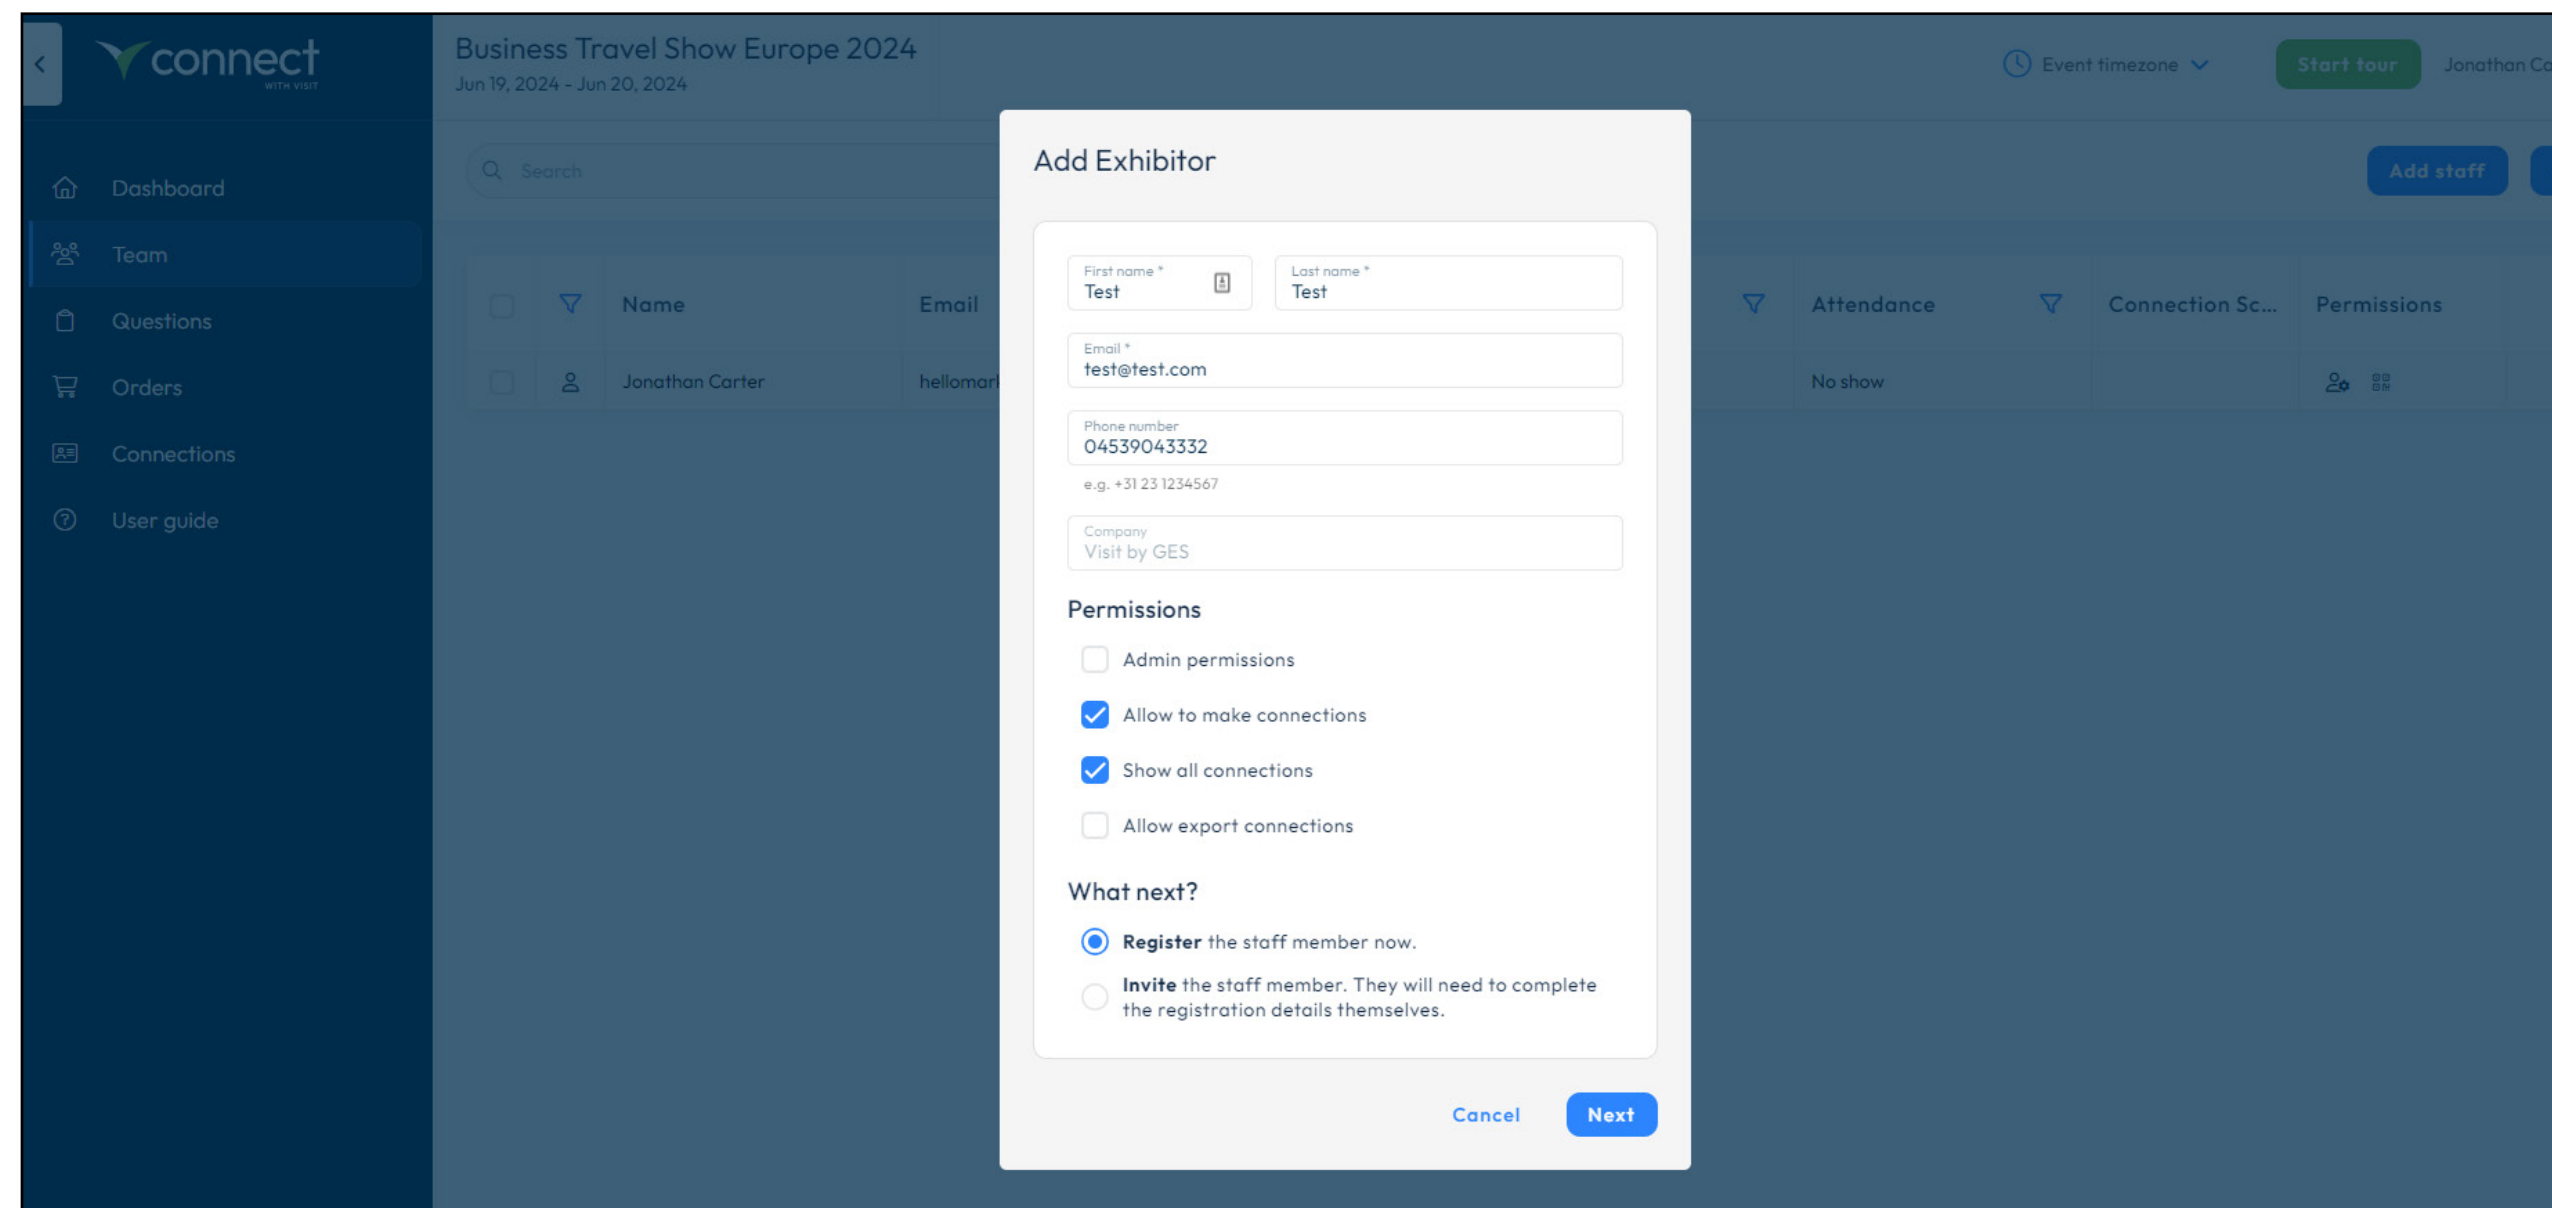 connect
WITH VISIT
Business Travel Show Europe 2024
Jun 19, 2024 - Jun 20, 2024
Event timezone
Start tour
Jonathan Ca
Dashboard
Team
Questions
Orders
Connections
User guide
Search
Add staff
Name
Email
Attendance
Connection Sc...
Permissions
Jonathan Carter
hellomark
No show
Add Exhibitor
First name *
Test
Last name *
Test
Email *
test@test.com
Phone number
04539043332
e.g. +31 23 1234567
Company
Visit by GES
Permissions
Admin permissions
Allow to make connections
Show all connections
Allow export connections
What next?
Register the staff member now.
Invite the staff member. They will need to complete
the registration details themselves.
Cancel
Next